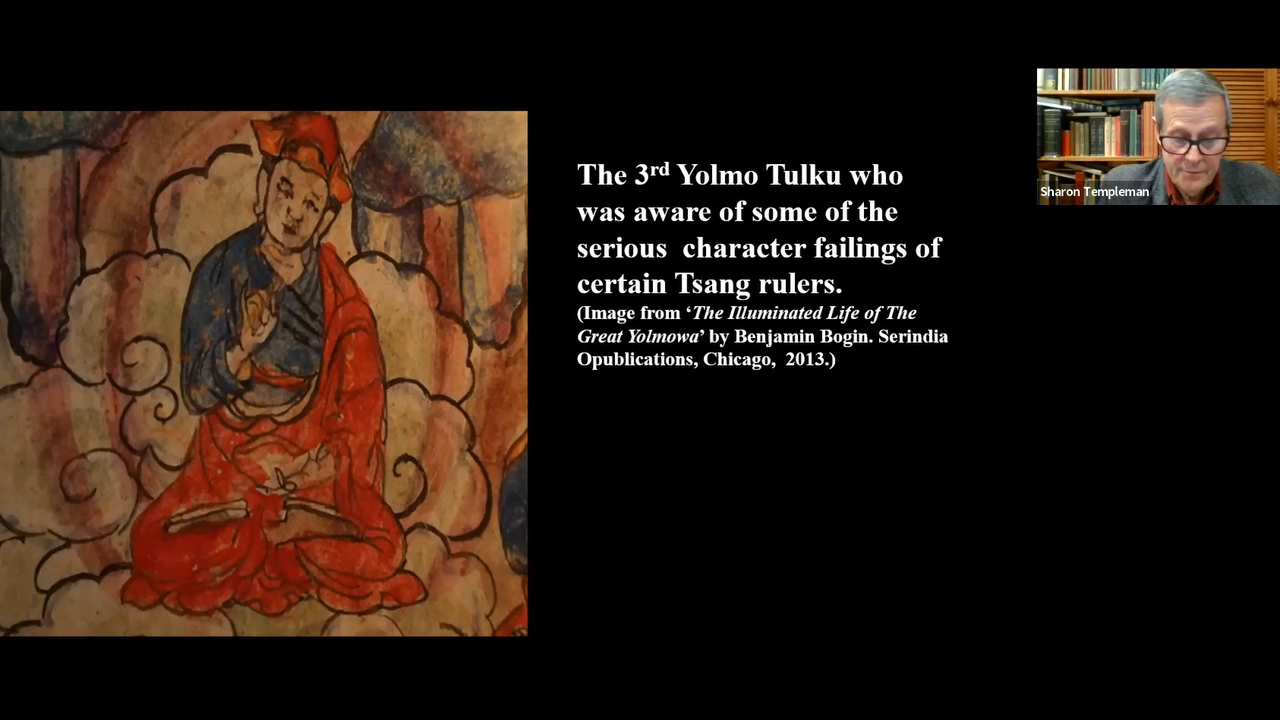 The 3rd Yolmo Tulku who
was aware of some of the
serious  character failings of
certain Tsang rulers.
(Image from ‘The Illuminated Life of The
Great Yolmowa’ by Benjamin Bogin. Serindia
Opublications, Chicago,  2013.)
Sharon Templeman